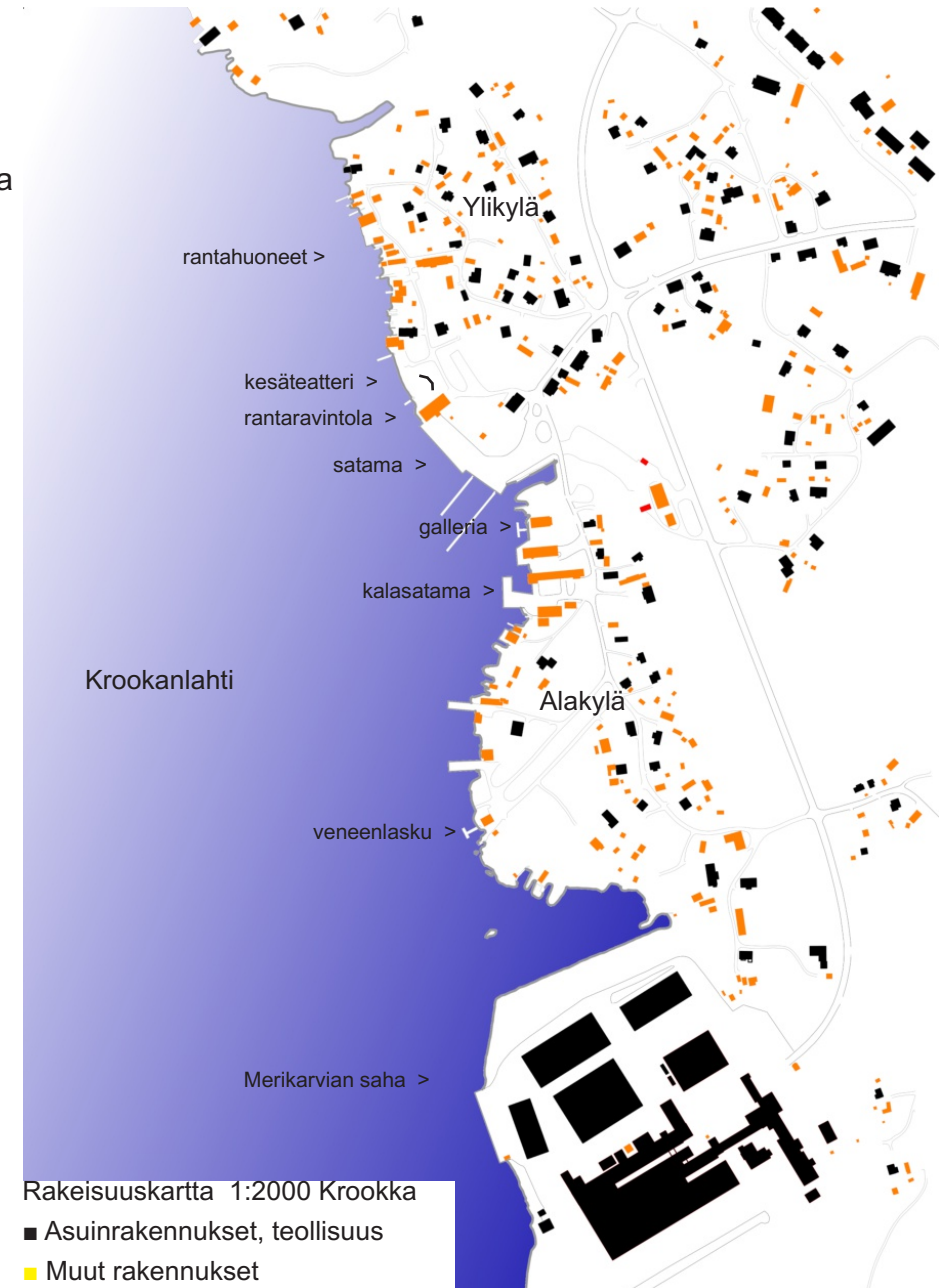 a
Ylikylä
rantahuoneet >
kesäteatteri >
rantaravintola >
satama >
galleria >
kalasatama >
Krookanlahti
Alakylä
veneenlasku >
Merikarvian saha >
Rakeisuuskartta 1:2000 Krookka
■ Asuinrakennukset, teollisuus
■ Muut rakennukset